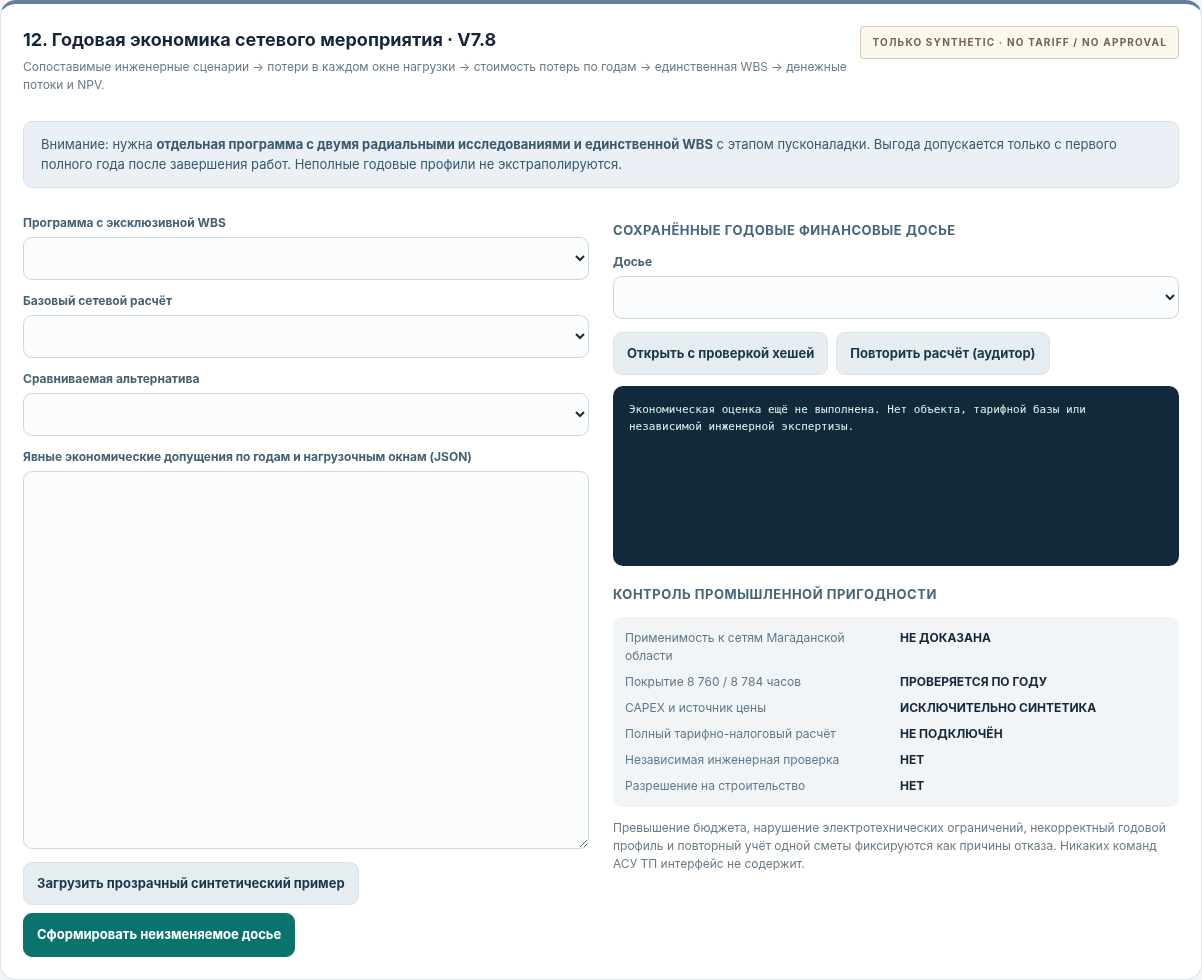 12. Годовая экономика сетевого мероприятия · V7.8
ТОЛЬКО SYNTHETIC · NO TARIFF / NO APPROVAL
Сопоставимые инженерные сценарии → потери в каждом окне нагрузки → стоимость потерь по годам → единственная WBS → денежные
потоки и NPV.
Внимание: нужна отдельная программа с двумя радиальными исследованиями и единственной WBS с этапом пусконаладки. Выгода допускается только с первого
полного года после завершения работ. Неполные годовые профили не экстраполируются.
Программа с эксклюзивной WBS
Базовый сетевой расчёт
Сравниваемая альтернатива
Явные экономические допущения по годам и нагрузочным окнам (JSON)
Загрузить прозрачный синтетический пример
Сформировать неизменяемое досье
СОХРАНЁННЫЕ ГОДОВЫЕ ФИНАНСОВЫЕ ДОСЬЕ
Досье
Открыть с проверкой хешей
Повторить расчёт (аудитор)
Экономическая оценка ещё не выполнена. Нет объекта, тарифной базы или
независимой инженерной экспертизы.
КОНТРОЛЬ ПРОМЫШЛЕННОЙ ПРИГОДНОСТИ
Применимость к сетям Магаданской
области
НЕ ДОКАЗАНА
Покрытие 8 760 / 8 784 часов
ПРОВЕРЯЕТСЯ ПО ГОДУ
CAPEX и источник цены
ИСКЛЮЧИТЕЛЬНО СИНТЕТИКА
Полный тарифно-налоговый расчёт
НЕ ПОДКЛЮЧЁН
Независимая инженерная проверка
НЕТ
Разрешение на строительство
НЕТ
Превышение бюджета, нарушение электротехнических ограничений, некорректный годовой
профиль и повторный учёт одной сметы фиксируются как причины отказа. Никаких команд
АСУ ТП интерфейс не содержит.